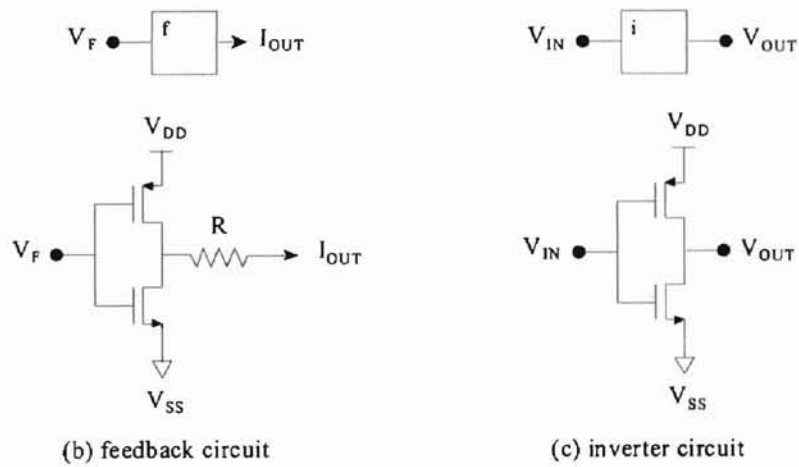 f
V_F I_OUT
V_DD
R
V_F I_OUT
V_SS
(b) feedback circuit
i
V_IN V_OUT
V_DD
V_IN V_OUT
V_SS
(c) inverter circuit